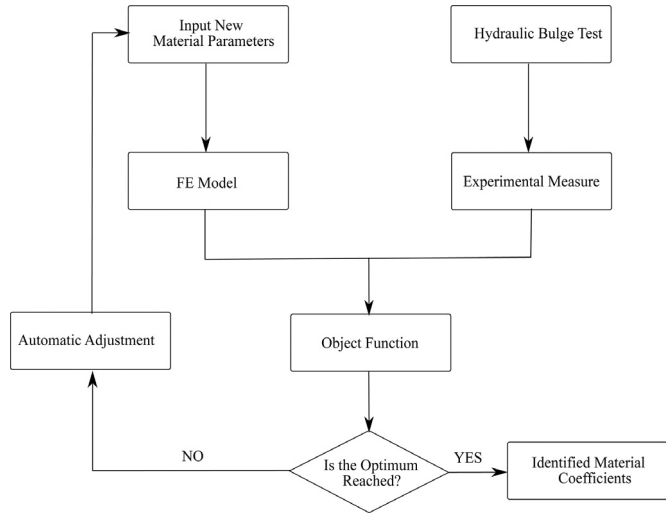 Input New
Material Parameters
Hydraulic Bulge Test
FE Model
Experimental Measure
Automatic Adjustment
Object Function
NO
Is the Optimum
Reached?
YES
Identified Material
Coefficients